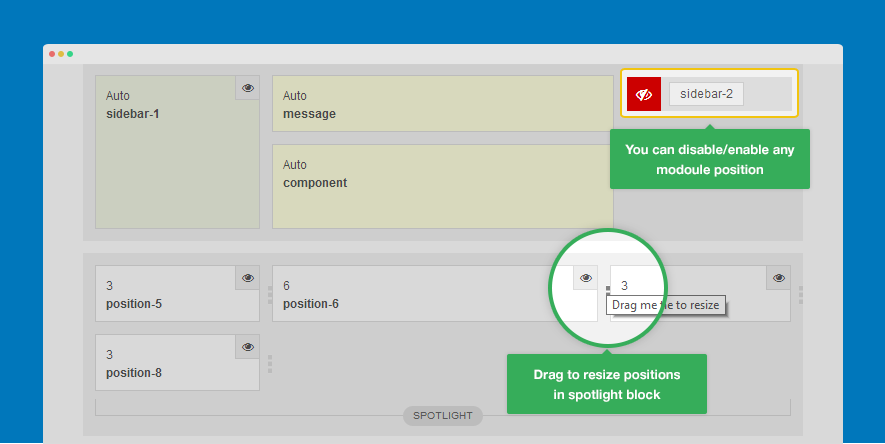 Auto
sidebar-1
Auto
message
sidebar-2
You can disable/enable any
modoule position
Auto
component
3
position-5
6
position-6
3
Drag me to resize
3
position-8
Drag to resize positions
in spotlight block
SPOTLIGHT